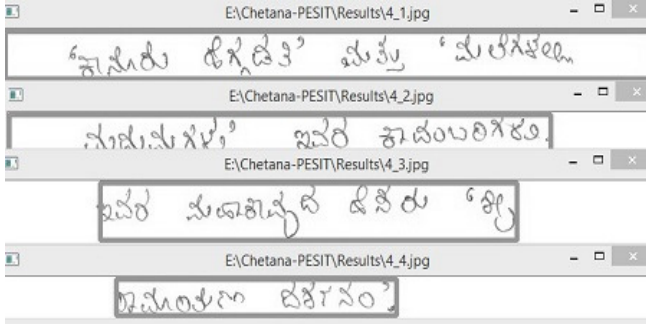 E:\Chetana-PESIT\Results\4_1.jpg
‘ಕಾನೂರು ಹೆಗ್ಗಡಿತಿ’ ಮತ್ತು ‘ಮಲೆಗಳಲ್ಲಿ
E:\Chetana-PESIT\Results\4_2.jpg
ಮದುಮಗಳು’ ಇವರ ಕಾದಂಬರಿಗಳು.
E:\Chetana-PESIT\Results\4_3.jpg
ಇವರ ಮಹಾಕಾವ್ಯದ ಹೆಸರು ‘ಶ್ರೀ
E:\Chetana-PESIT\Results\4_4.jpg
ರಾಮಾಯಣ ದರ್ಶನಂ’.